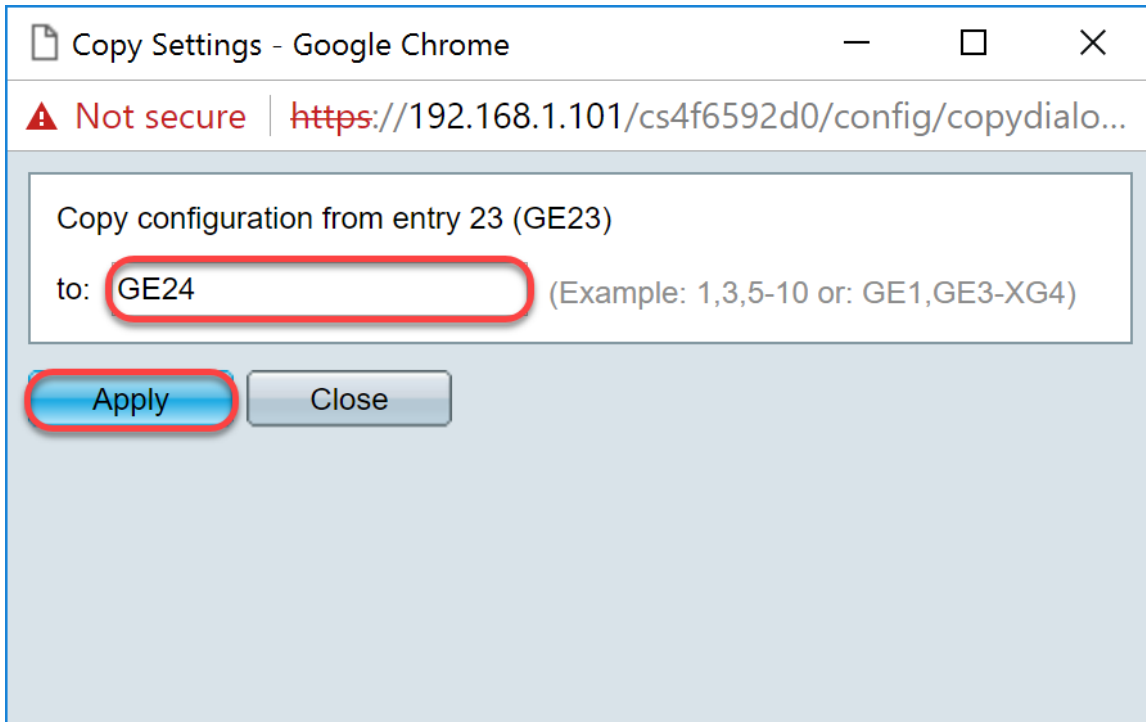 Copy Settings - Google Chrome
Not secure https://192.168.1.101/cs4f6592d0/config/copydialo...
Copy configuration from entry 23 (GE23)
to: GE24 (Example: 1,3,5-10 or: GE1,GE3-XG4)
Apply Close